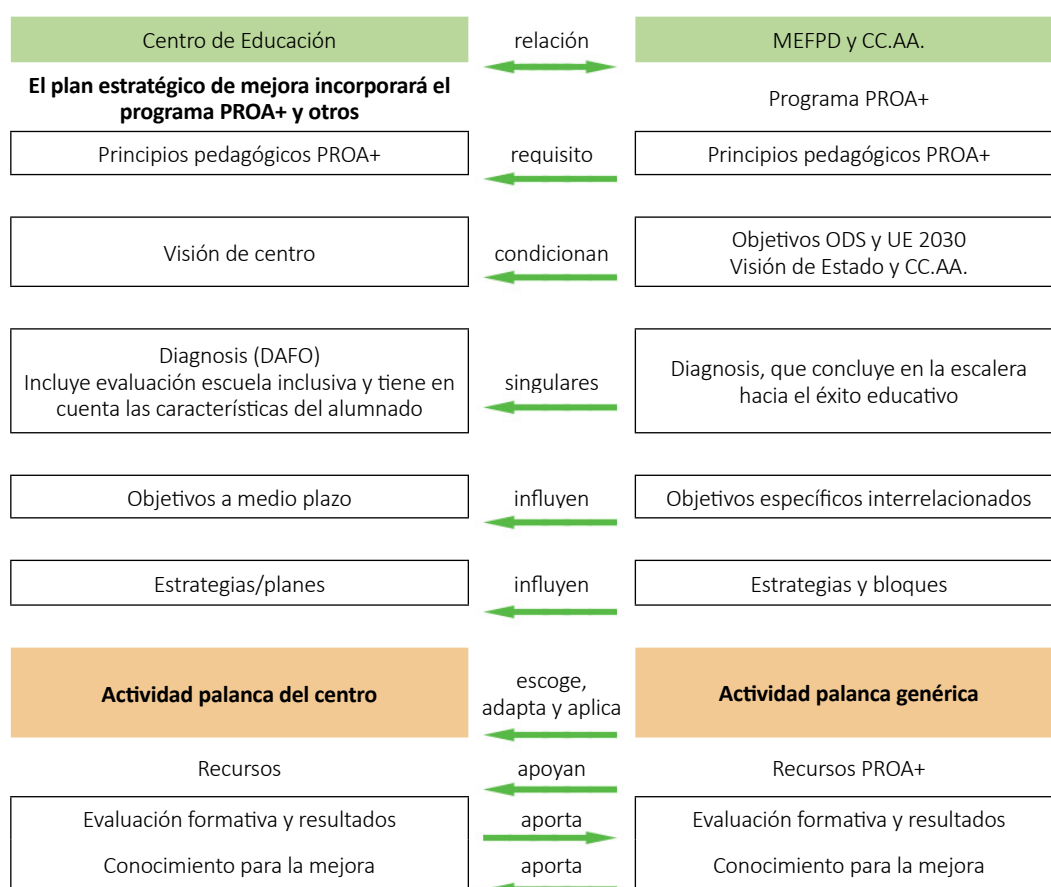 Centro de Educación
relación
MEFPD y CC.AA.
El plan estratégico de mejora incorporará el
programa PROA+ y otros
Programa PROA+
Principios pedagógicos PROA+
requisito
Principios pedagógicos PROA+
Visión de centro
condicionan
Objetivos ODS y UE 2030
Visión de Estado y CC.AA.
Diagnosis (DAFO)
Incluye evaluación escuela inclusiva y tiene en
cuenta las características del alumnado
singulares
Diagnosis, que concluye en la escalera
hacia el éxito educativo
Objetivos a medio plazo
influyen
Objetivos específicos interrelacionados
Estrategias/planes
influyen
Estrategias y bloques
Actividad palanca del centro
escoge,
adapta y aplica
Actividad palanca genérica
Recursos
apoyan
Recursos PROA+
Evaluación formativa y resultados
aporta
Evaluación formativa y resultados
Conocimiento para la mejora
aporta
Conocimiento para la mejora